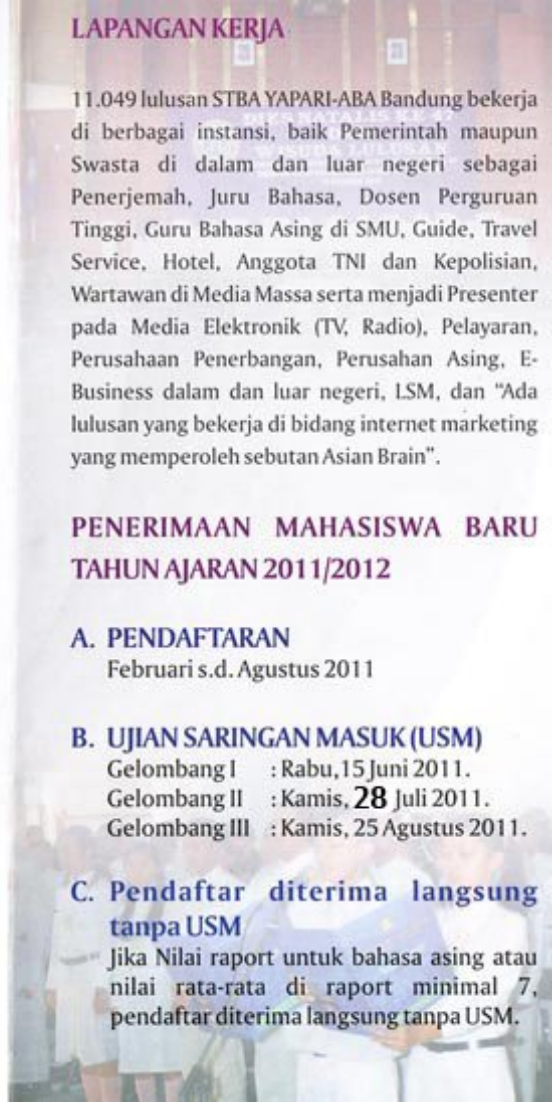 LAPANGAN KERJA
11.049 lulusan STBA YAPARI-ABA Bandung bekerja
di berbagai instansi, baik Pemerintah maupun
Swasta di dalam dan luar negeri sebagai
Penerjemah, Juru Bahasa, Dosen Perguruan
Tinggi, Guru Bahasa Asing di SMU, Guide, Travel
Service, Hotel, Anggota TNI dan Kepolisian,
Wartawan di Media Massa serta menjadi Presenter
pada Media Elektronik (TV, Radio), Pelayaran,
Perusahaan Penerbangan, Perusahan Asing, E-
Business dalam dan luar negeri, LSM, dan “Ada
lulusan yang bekerja di bidang internet marketing
yang memperoleh sebutan Asian Brain”.
PENERIMAAN MAHASISWA BARU
TAHUN AJARAN 2011/2012
A. PENDAFTARAN
Februari s.d. Agustus 2011
B. UJIAN SARINGAN MASUK (USM)
Gelombang I : Rabu, 15 Juni 2011.
Gelombang II : Kamis, 28 Juli 2011.
Gelombang III : Kamis, 25 Agustus 2011.
C. Pendaftar diterima langsung
tanpa USM
Jika Nilai raport untuk bahasa asing atau
nilai rata-rata di raport minimal 7,
pendaftar diterima langsung tanpa USM.